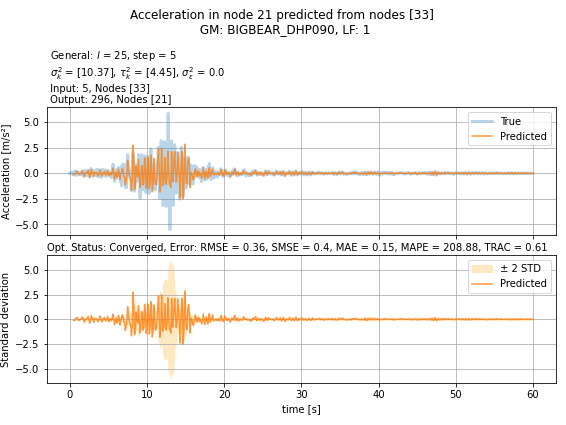 Acceleration in node 21 predicted from nodes [33]
GM: BIGBEAR_DHP090, LF: 1
General: l = 25, step = 5
σ²ₖ = [10.37], τ²ₖ = [4.45], σ²ε = 0.0
Input: 5, Nodes [33]
Output: 296, Nodes [21]
Acceleration [m/s²]
5.0
2.5
0.0
−2.5
−5.0
True
Predicted
Opt. Status: Converged, Error: RMSE = 0.36, SMSE = 0.4, MAE = 0.15, MAPE = 208.88, TRAC = 0.61
Standard deviation
5.0
2.5
0.0
−2.5
−5.0
± 2 STD
Predicted
0 10 20 30 40 50 60
time [s]